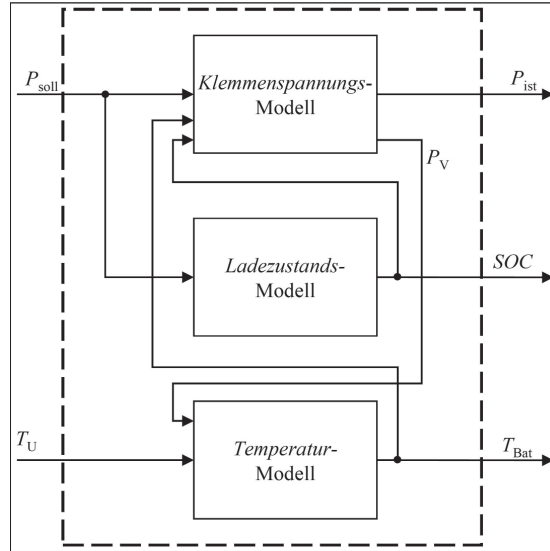 P_soll
Klemmenspannungs-
Modell
P_ist
P_V
Ladezustands-
Modell
SOC
T_U
Temperatur-
Modell
T_Bat